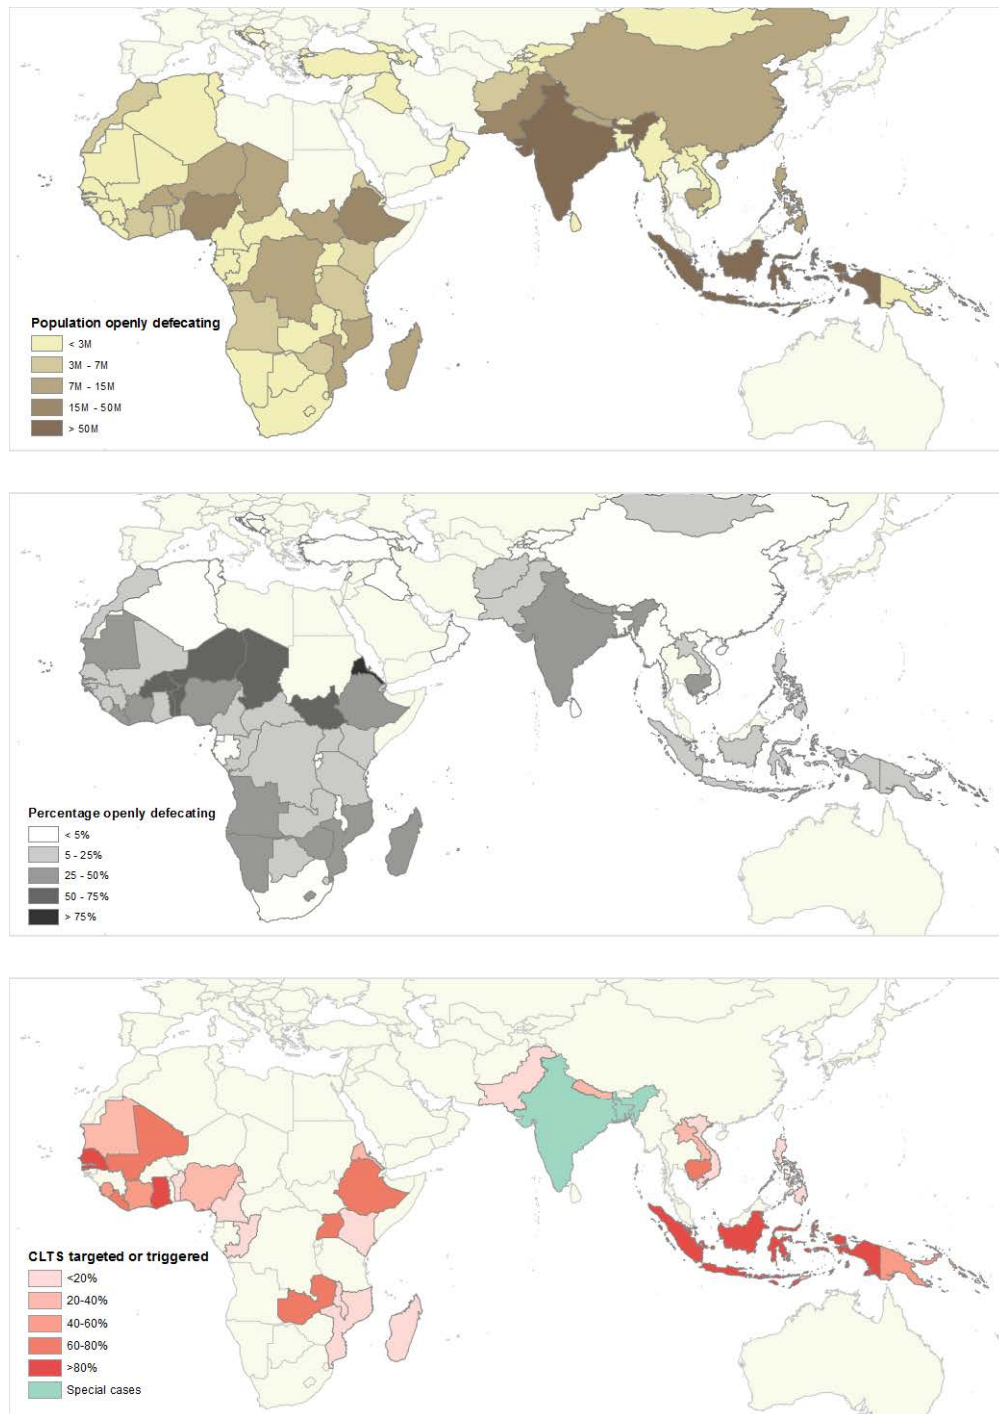 Population openly defecating
< 3M
3M - 7M
7M - 15M
15M - 50M
> 50M
Percentage openly defecating
< 5%
5 - 25%
25 - 50%
50 - 75%
> 75%
CLTS targeted or triggered
<20%
20-40%
40-60%
60-80%
>80%
Special cases